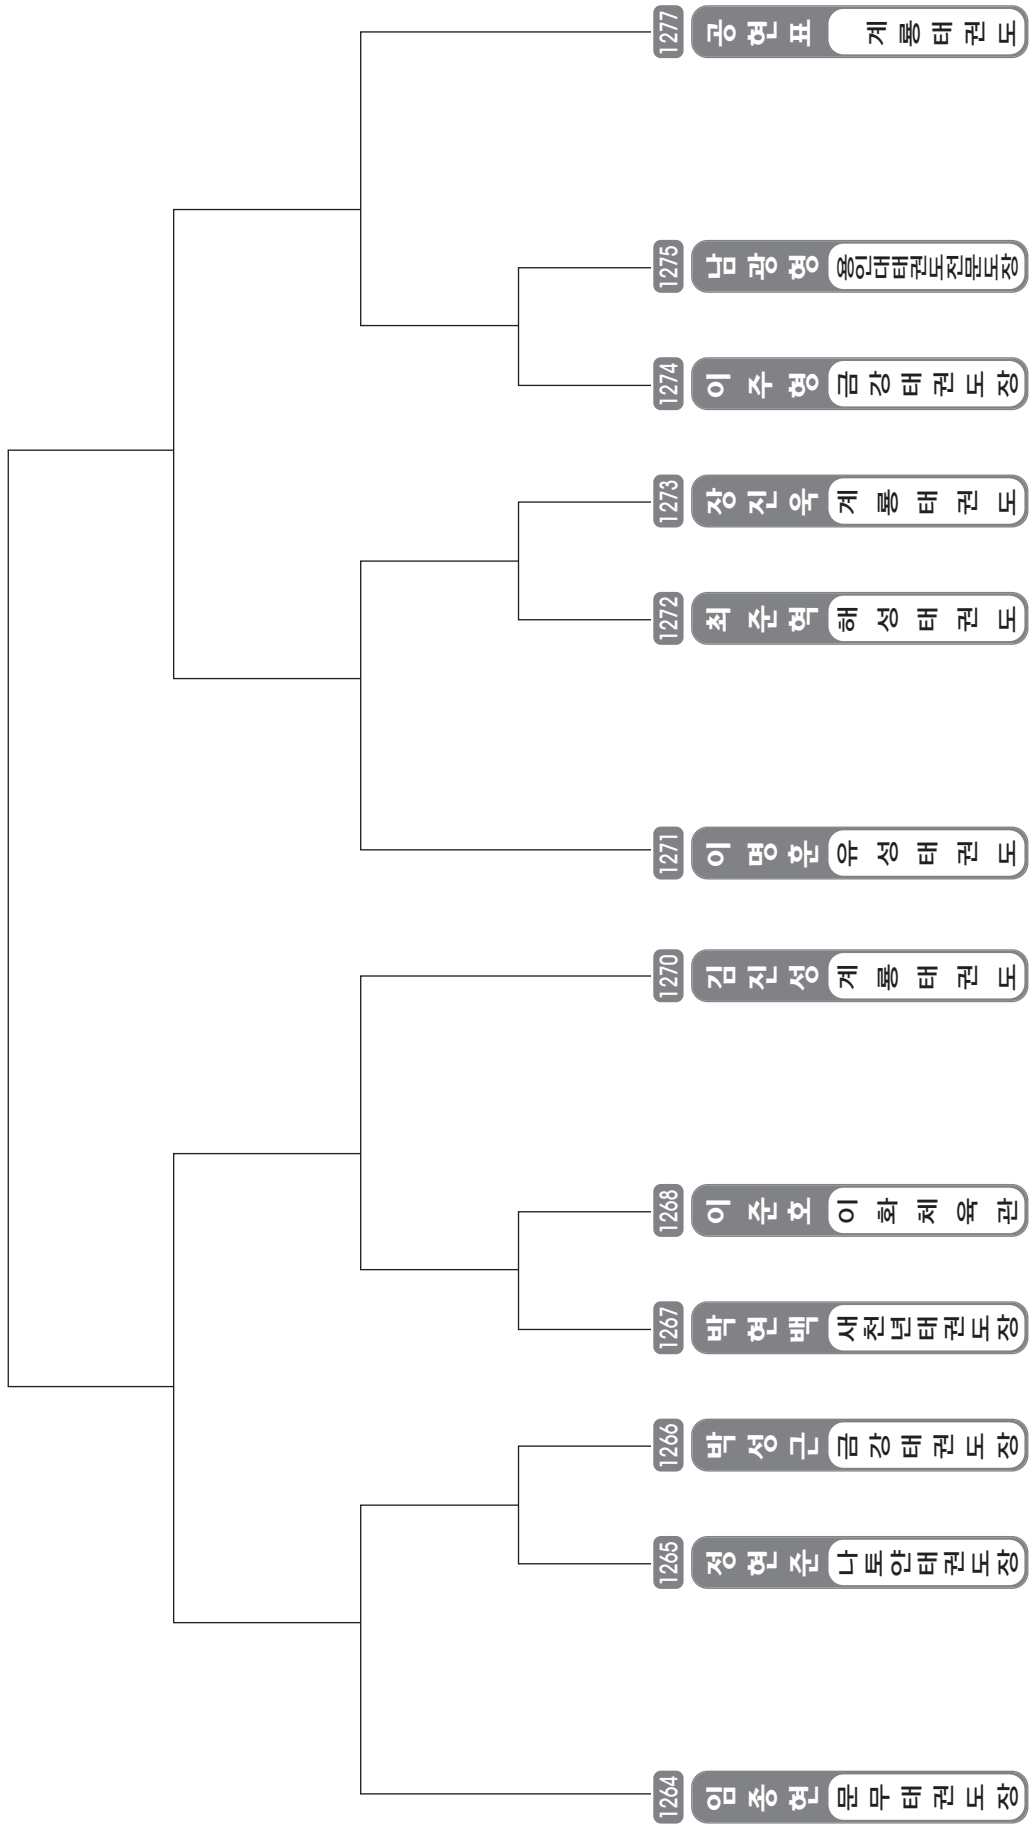 1264 임종현 문무태권도장
1265 정현준 나토얀태권도장
1266 박성근 금강태권도장
1267 박현백 새천년태권도장
1268 이준호 이화체육관
1270 김진성 계룡태권도
1271 이명훈 유성태권도
1272 최준혁 해성태권도
1273 장진욱 계룡태권도
1274 이주형 금강태권도장
1275 남광형 용인대태권도전문도장
1277 공현표 계룡태권도